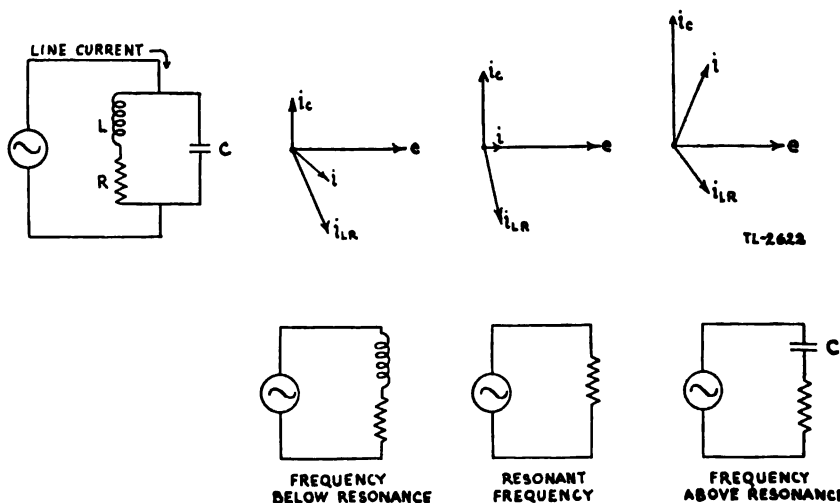 LINE CURRENT
L
R
C
ic
e
i
iLR
ic
i
e
iLR
ic
i
e
iLR
TL-2622
C
FREQUENCY
BELOW RESONANCE
RESONANT
FREQUENCY
FREQUENCY
ABOVE RESONANCE